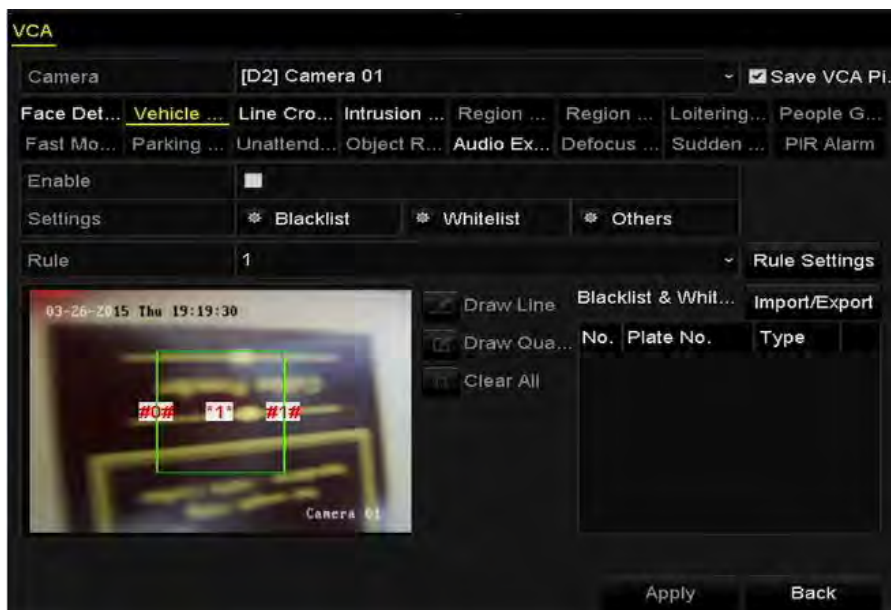 VCA
Camera [D2] Camera 01 Save VCA Pi.
Face Det... Vehicle ... Line Cro... Intrusion ... Region ... Region ... Loitering... People G...
Fast Mo... Parking ... Unattend... Object R... Audio Ex... Defocus ... Sudden ... PIR Alarm
Enable
Settings Blacklist Whitelist Others
Rule 1 Rule Settings
03-26-2015 Thu 19:19:30
Draw Line
Draw Qua...
Clear All
#0# *1* #1#
Camera 01
Blacklist & Whit... Import/Export
No. Plate No. Type
Apply Back